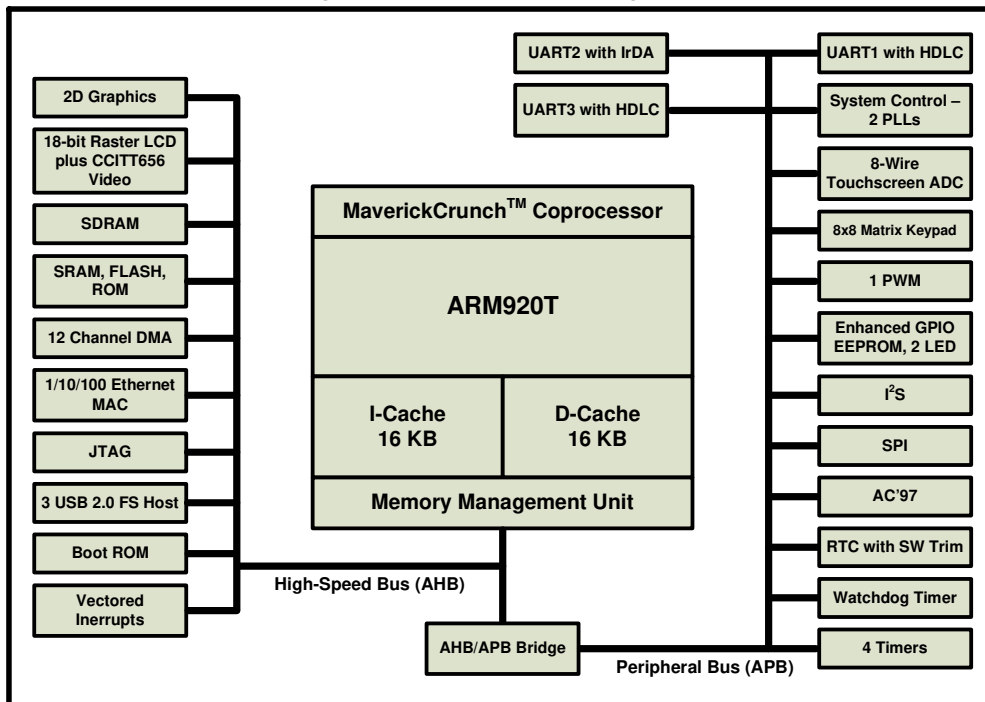 UART2 with IrDA
UART1 with HDLC
2D Graphics
UART3 with HDLC
System Control –
2 PLLs
18-bit Raster LCD
plus CCITT656
Video
8-Wire
Touchscreen ADC
MaverickCrunch™ Coprocessor
SDRAM
8x8 Matrix Keypad
SRAM, FLASH,
ROM
1 PWM
ARM920T
12 Channel DMA
Enhanced GPIO
EEPROM, 2 LED
1/10/100 Ethernet
MAC
I²S
I-Cache
16 KB
D-Cache
16 KB
JTAG
SPI
3 USB 2.0 FS Host
Memory Management Unit
AC'97
Boot ROM
RTC with SW Trim
High-Speed Bus (AHB)
Vectored
Inerrupts
Watchdog Timer
AHB/APB Bridge
4 Timers
Peripheral Bus (APB)